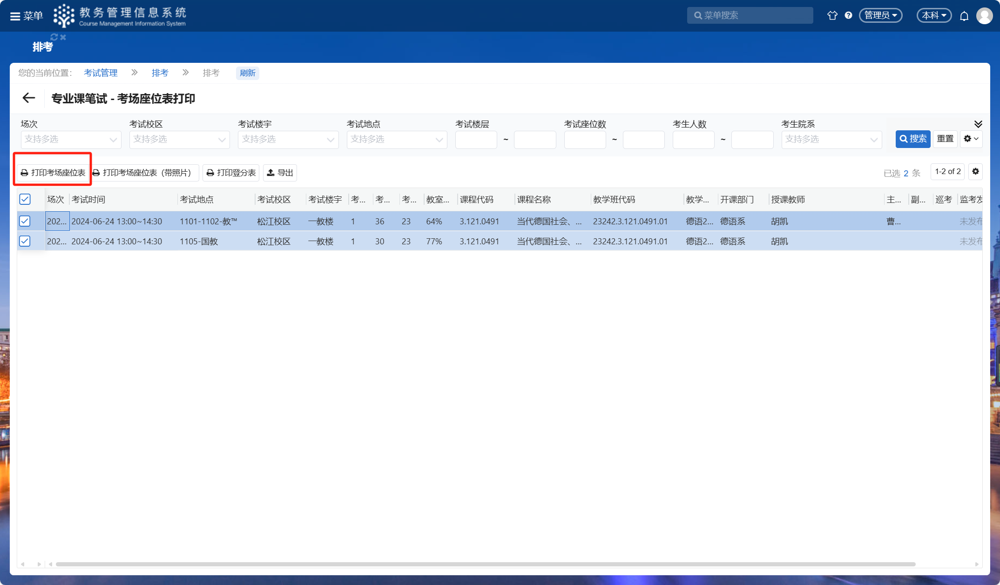 菜单 教务管理信息系统 菜单搜索 管理员 本科
Course Management Information System
排考
您的当前位置： 考试管理 排考 排考 刷新
专业课笔试 - 考场座位表打印
场次 考试校区 考试楼宇 考试地点 考试楼层 考试座位数 考生人数 考生院系
支持多选 支持多选 支持多选 支持多选 ~ ~ ~ 支持多选 搜索 重置
打印考场座位表 打印考场座位表（带照片） 打印登分表 导出 已选 2 条 1-2 of 2
场次 考试时间 考试地点 考试校区 考试楼宇 考... 考... 考... 教室... 课程代码 课程名称 教学班代码 教学... 开课部门 授课教师 主... 副... 巡考 监考发
202... 2024-06-24 13:00~14:30 1101-1102-教™ 松江校区 一教楼 1 36 23 64% 3.121.0491 当代德国社会、... 23242.3.121.0491.01 德语2... 德语系 胡凯 曹... 未发布
202... 2024-06-24 13:00~14:30 1105-国教 松江校区 一教楼 1 30 23 77% 3.121.0491 当代德国社会、... 23242.3.121.0491.01 德语2... 德语系 胡凯 未发布